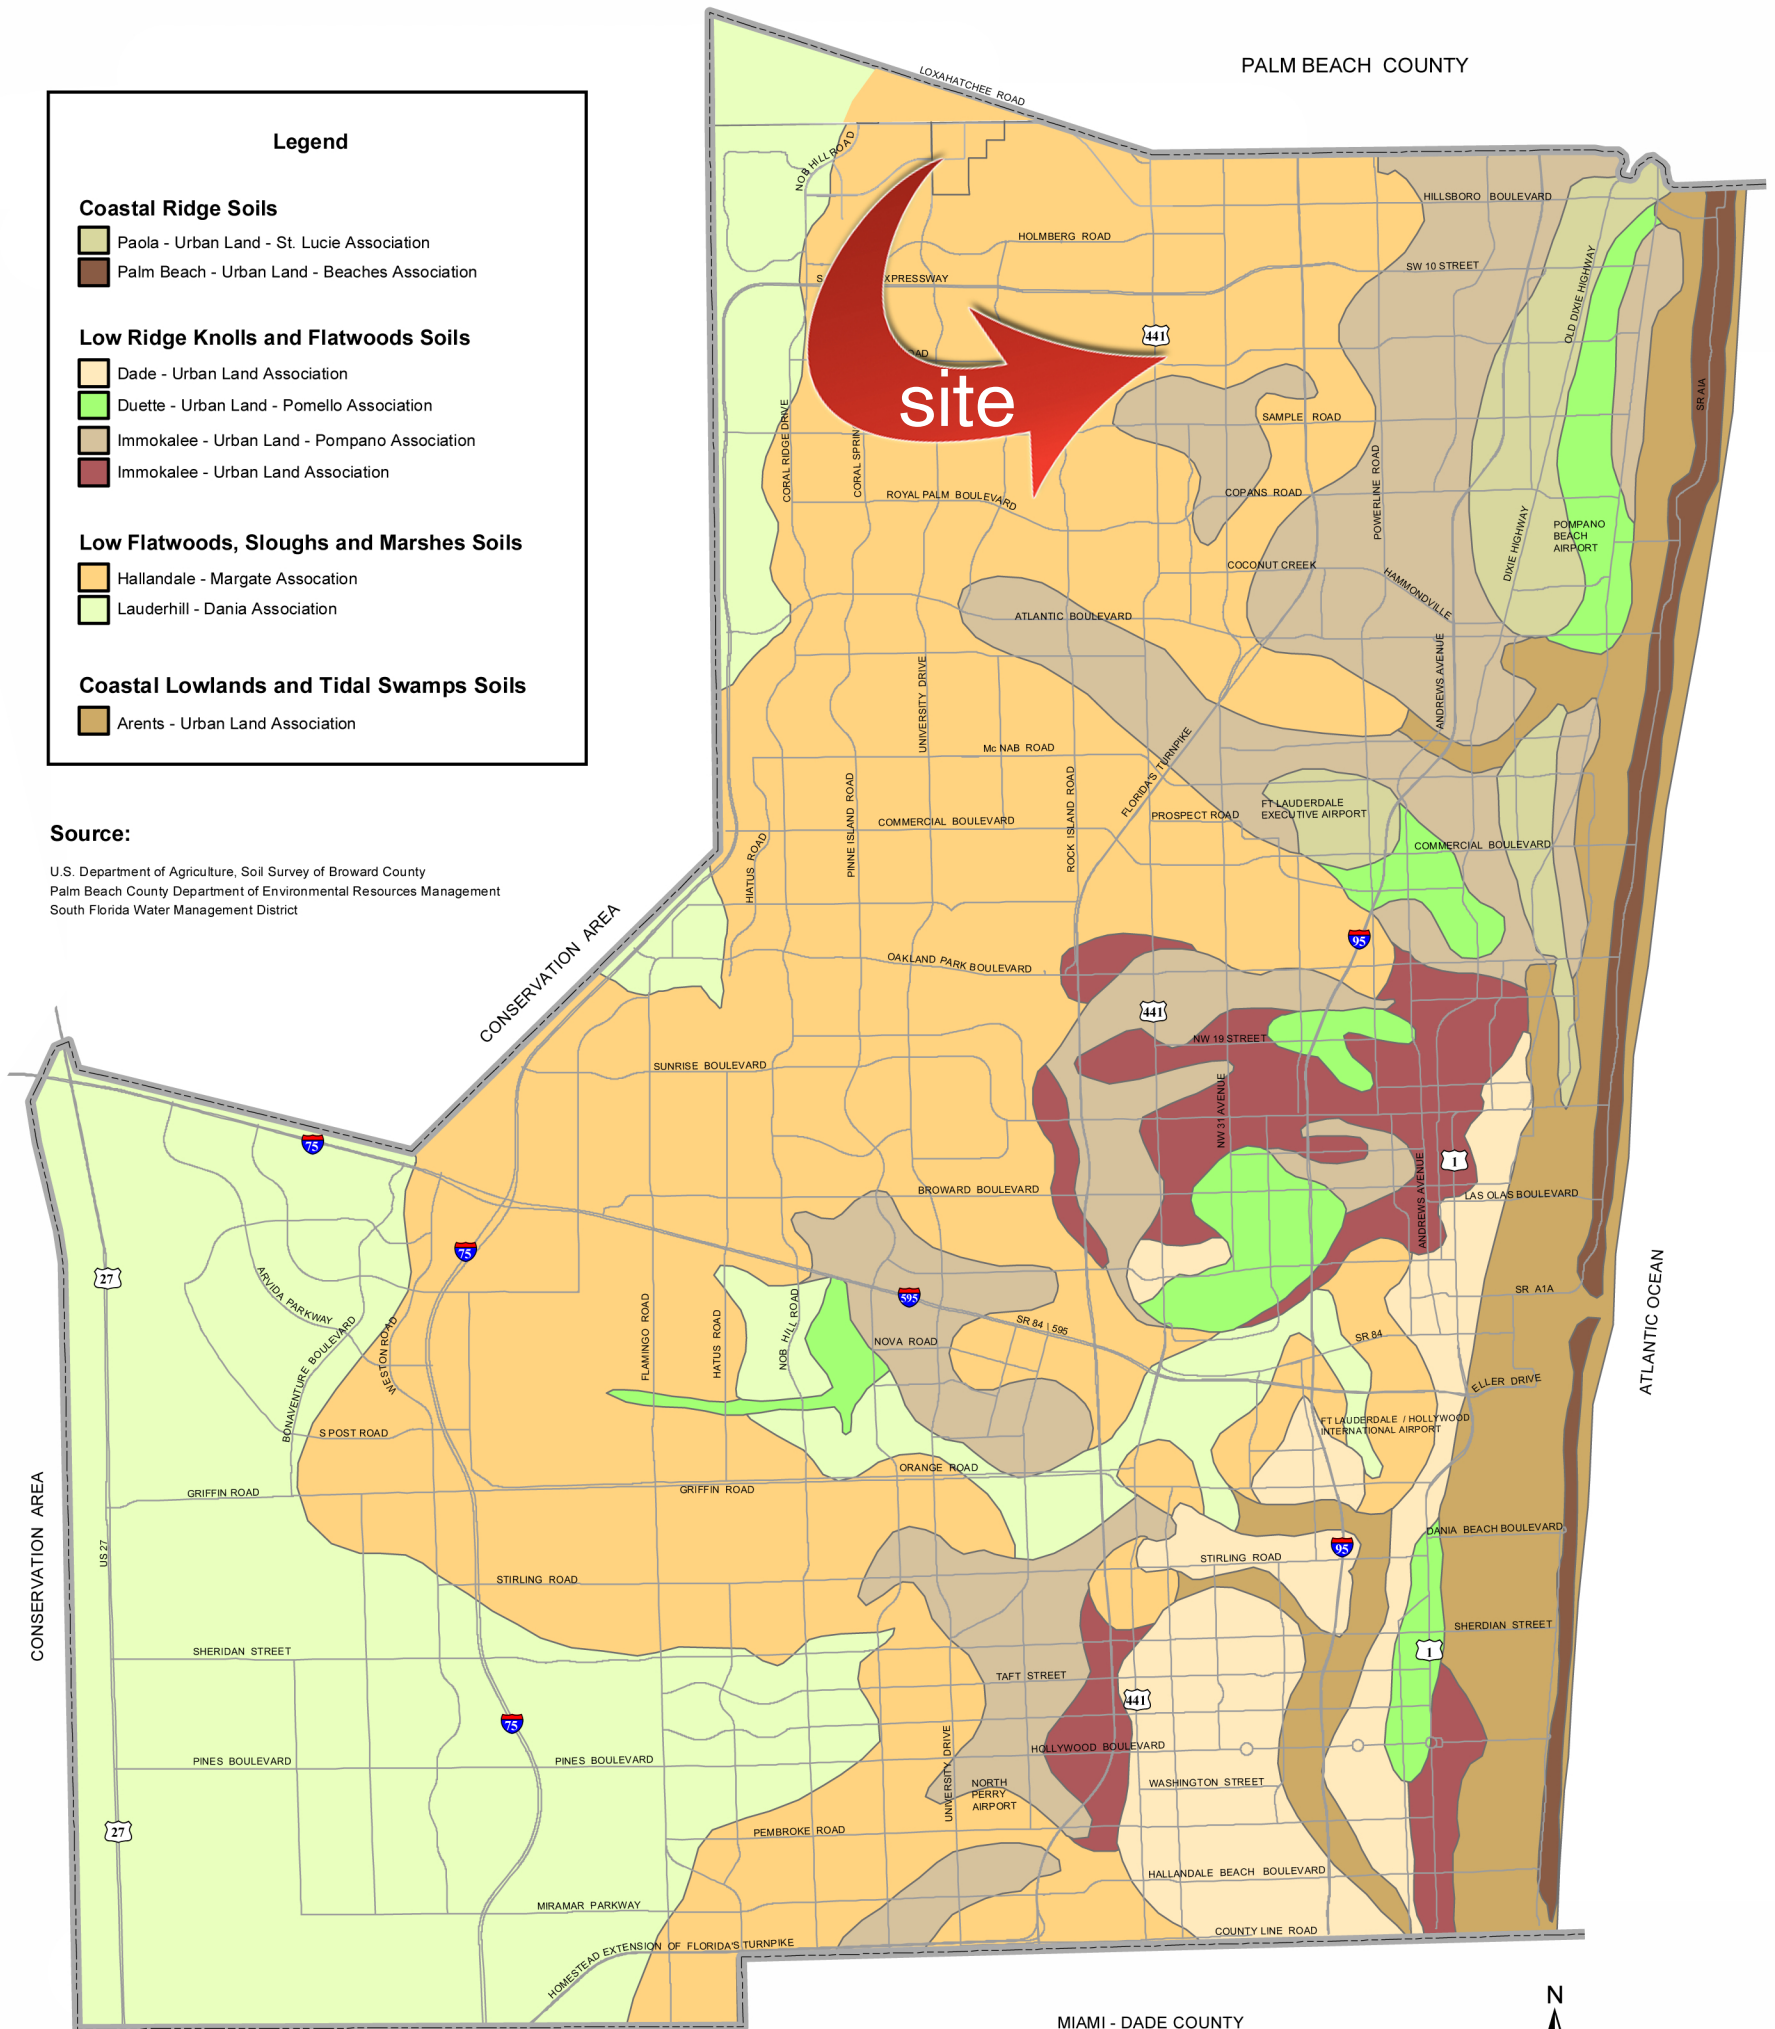 PALM BEACH COUNTY
LOXAHATCHEE ROAD
Legend
Coastal Ridge Soils
Paola - Urban Land - St. Lucie Association
Palm Beach - Urban Land - Beaches Association
Low Ridge Knolls and Flatwoods Soils
Dade - Urban Land Association
Duette - Urban Land - Pomello Association
Immokalee - Urban Land - Pompano Association
Immokalee - Urban Land Association
Low Flatwoods, Sloughs and Marshes Soils
Hallandale - Margate Assocation
Lauderhill - Dania Association
Coastal Lowlands and Tidal Swamps Soils
Arents - Urban Land Association
Source:
U.S. Department of Agriculture, Soil Survey of Broward County
Palm Beach County Department of Environmental Resources Management
South Florida Water Management District
NOB HILL ROAD
HILLSBORO BOULEVARD
HOLMBERG ROAD
SW 10 STREET
S XPRESSWAY
OLD DIXIE HIGHWAY
441
OAD
site
SR AIA
CORAL RIDGE DRIVE
CORAL SPRIN
SAMPLE ROAD
POWERLINE ROAD
ROYAL PALM BOULEVARD
COPANS ROAD
DIXIE HIGHWAY
POMPANO
BEACH
AIRPORT
COCONUT CREEK
HAMMONDVILLE
ATLANTIC BOULEVARD
ANDREWS AVENUE
UNIVERSITY DRIVE
Mc NAB ROAD
FLORIDA'S TURNPIKE
PINNE ISLAND ROAD
ROCK ISLAND ROAD
FT LAUDERDALE
EXECUTIVE AIRPORT
PROSPECT ROAD
COMMERCIAL BOULEVARD
COMMERCIAL BOULEVARD
HIATUS ROAD
CONSERVATION AREA
95
OAKLAND PARK BOULEVARD
441
NW 19 STREET
SUNRISE BOULEVARD
NW 31 AVENUE
75
1
ANDREWS AVENUE
BROWARD BOULEVARD
LAS OLAS BOULEVARD
75
27
ARVIDA PARKWAY
SR A1A
595
ATLANTIC OCEAN
BONAVENTURE BOULEVARD
WESTON ROAD
FLAMINGO ROAD
HATUS ROAD
NOB HILL ROAD
NOVA ROAD
SR 84 | 595
SR 84
ELLER DRIVE
FT LAUDERDALE / HOLLYWOOD
INTERNATIONAL AIRPORT
S POST ROAD
ORANGE ROAD
GRIFFIN ROAD
GRIFFIN ROAD
CONSERVATION AREA
US 27
DANIA BEACH BOULEVARD
95
STIRLING ROAD
STIRLING ROAD
SHERDIAN STREET
SHERIDAN STREET
1
TAFT STREET
441
75
HOLLYWOOD BOULEVARD
PINES BOULEVARD
PINES BOULEVARD
UNIVERSITY DRIVE
NORTH
PERRY
AIRPORT
WASHINGTON STREET
27
PEMBROKE ROAD
HALLANDALE BEACH BOULEVARD
MIRAMAR PARKWAY
COUNTY LINE ROAD
HOMESTEAD EXTENSION OF FLORIDA'S TURNPIKE
N
MIAMI - DADE COUNTY